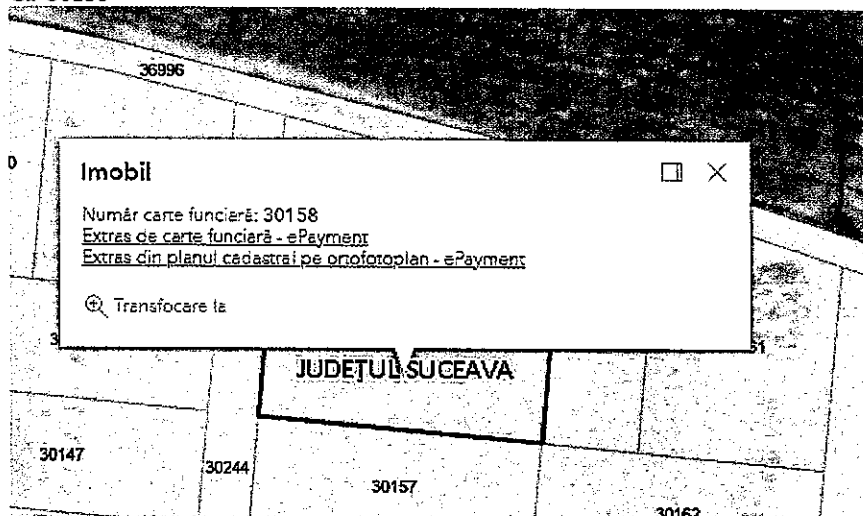 36996
Imobil
Număr carte funciară: 30158
Extras de carte funciară - ePayment
Extras din planul cadastral pe ortofotoplan - ePayment
Transfocare la
JUDEȚUL SUCEAVA
30147
30244
30157
30162